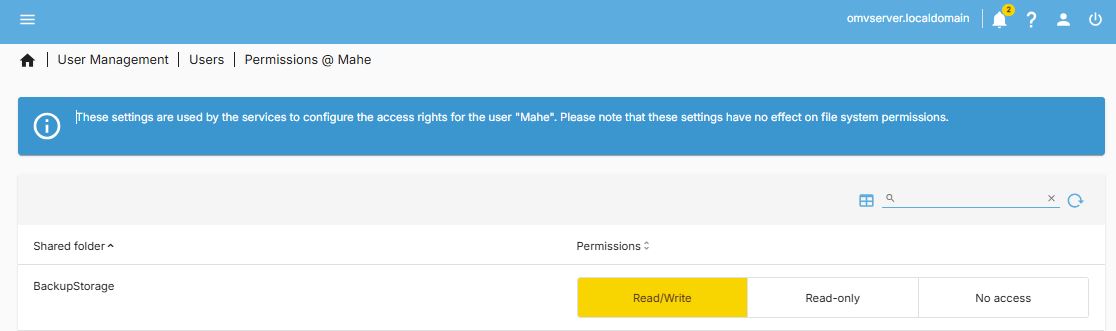 omvserver.localdomain
2
User Management
Users
Permissions @ Mahe
These settings are used by the services to configure the access rights for the user "Mahe". Please note that these settings have no effect on file system permissions.
Shared folder
Permissions
BackupStorage
Read/Write
Read-only
No access